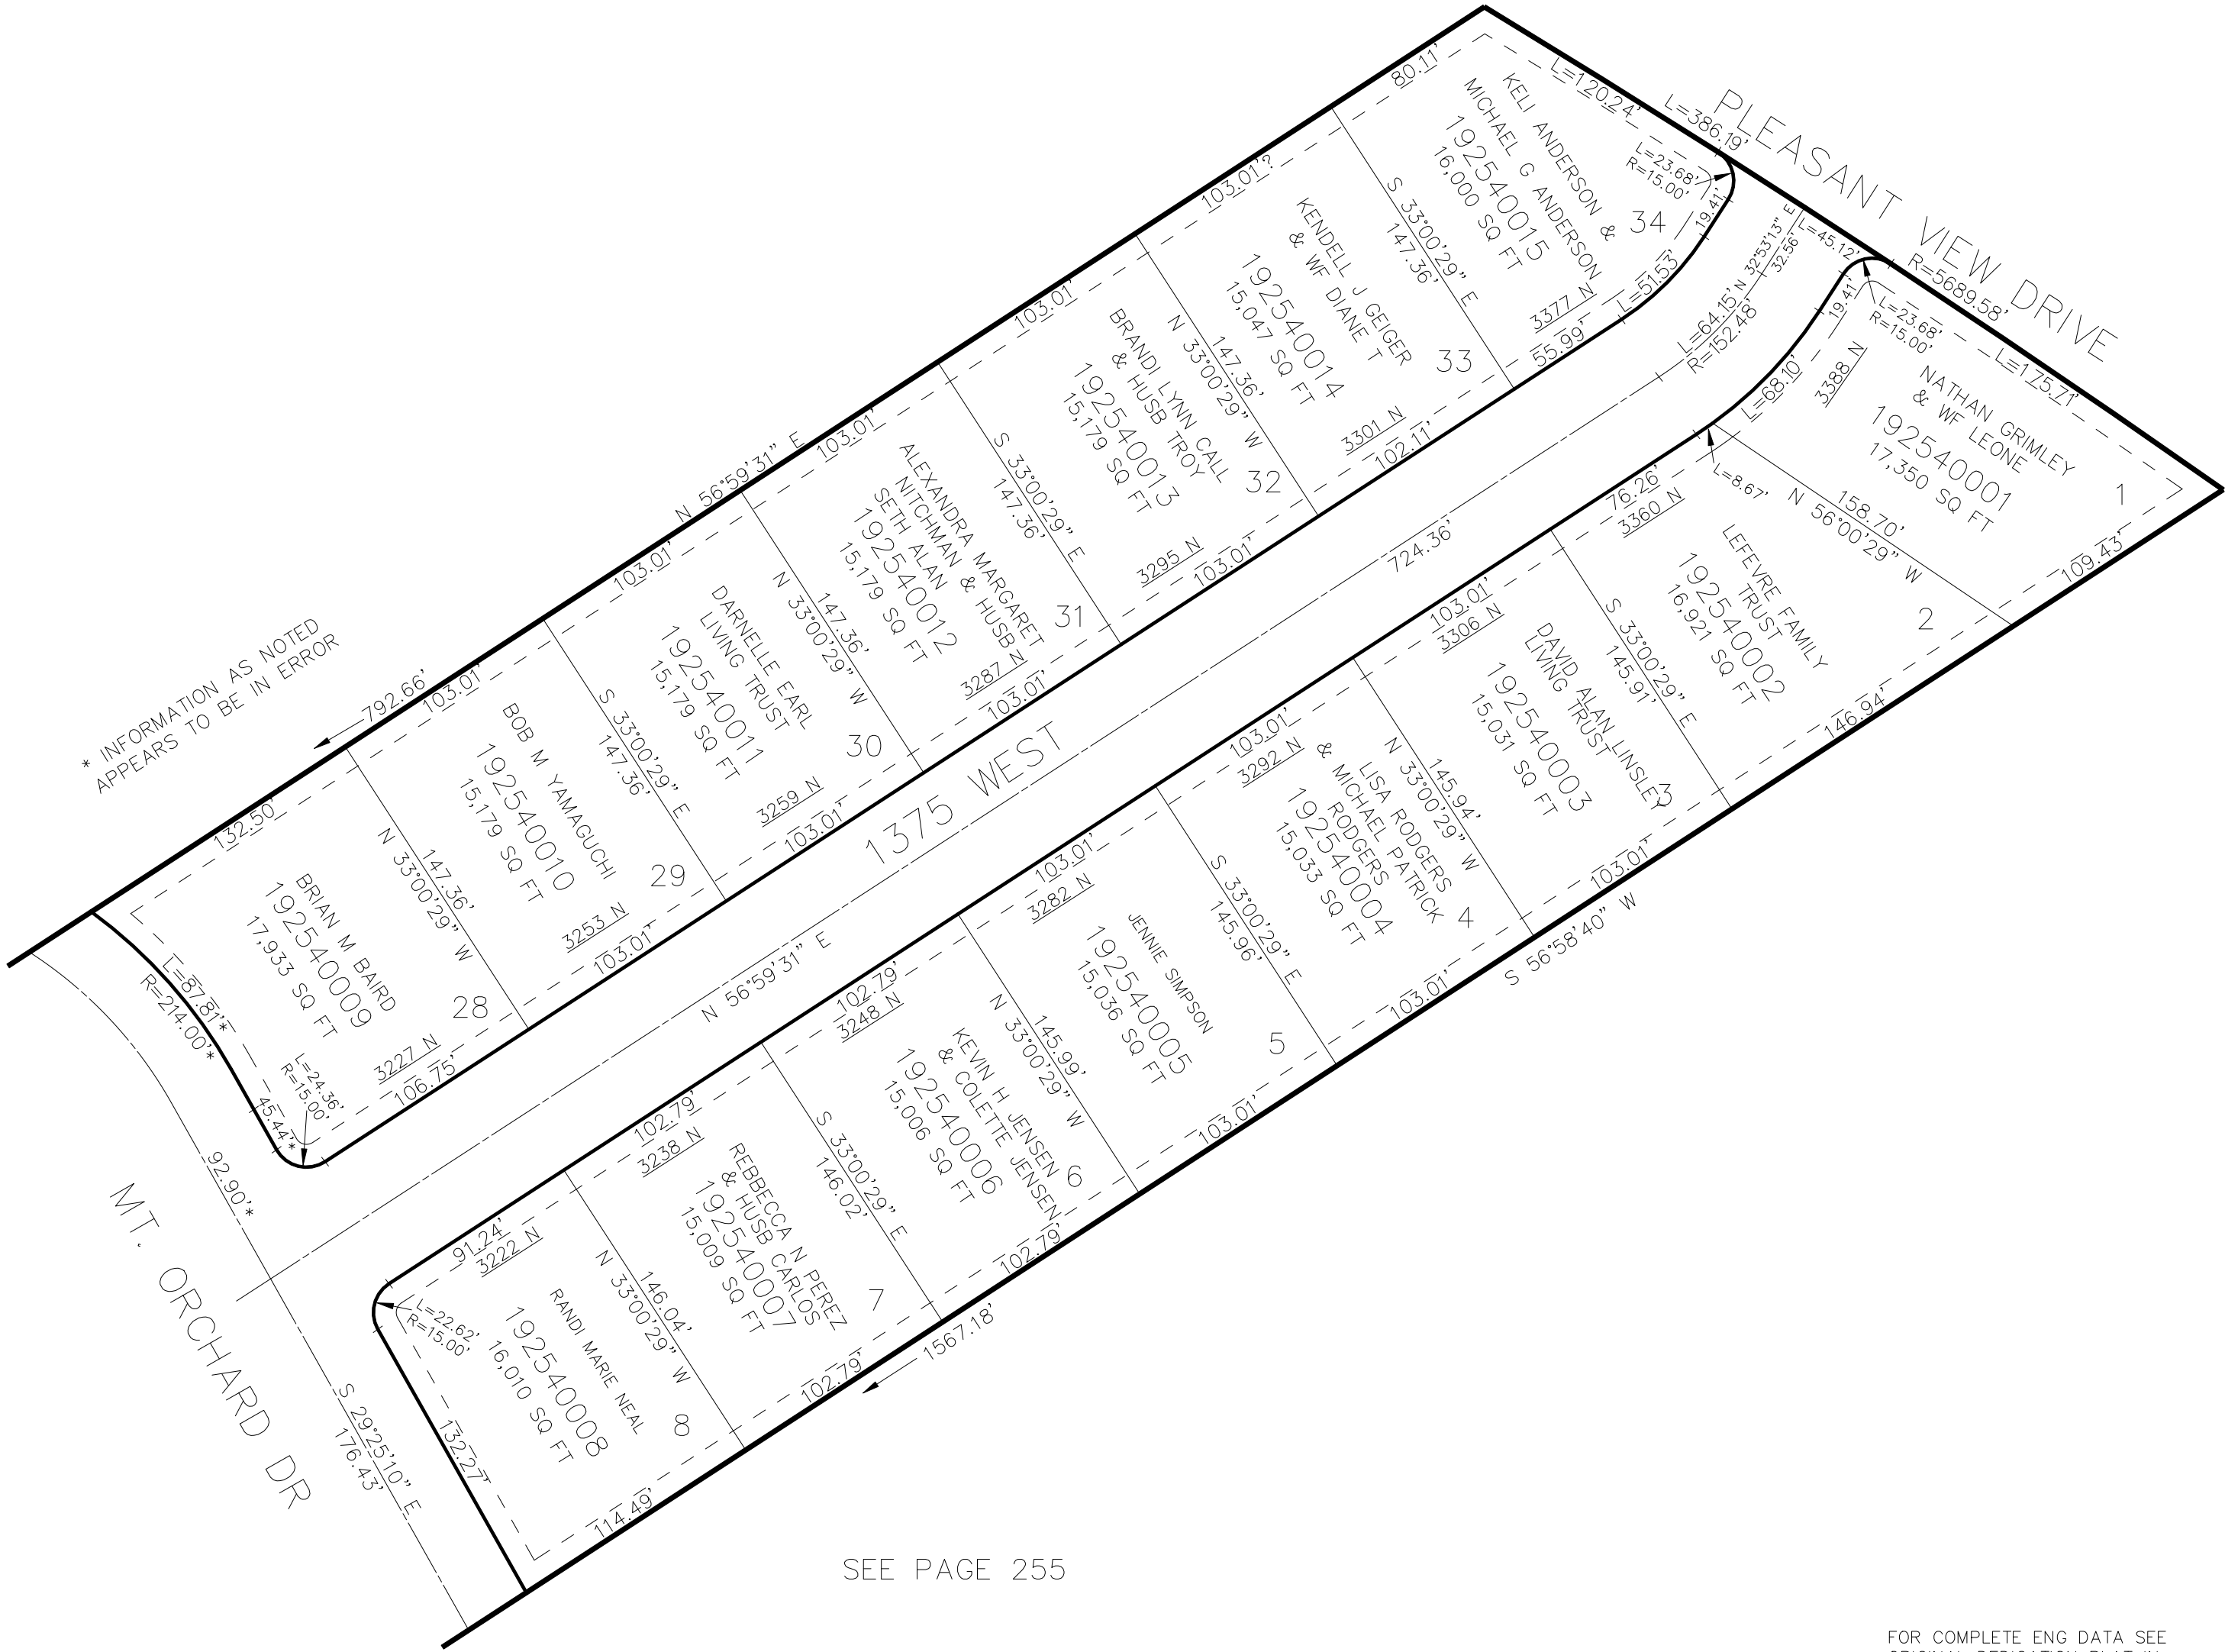 PLEASANT VIEW DRIVE
L=386.19'
R=5689.58'
L=120.24'
L=45.12'
L=175.71'
80.11'
KELI ANDERSON &
MICHAEL G ANDERSON
192540015
16,000 SQ FT
34
3377 N
L=23.68'
R=15.00'
19.41'
L=51.53'
55.99'
S 33°00'29" E
147.36'
103.01'?
KENDELL J GEIGER
& WF DIANE T
192540014
15,047 SQ FT
33
3301 N
102.11'
147.36'
N 33°00'29" W
103.01'
BRANDI LYNN CALL
& HUSB TROY
192540013
15,179 SQ FT
32
3295 N
103.01'
S 33°00'29" E
147.36'
103.01'
ALEXANDRA MARGARET
NITCHMAN & HUSB
SETH ALAN
192540012
15,179 SQ FT
31
3287 N
103.01'
147.36'
N 33°00'29" W
N 56°59'31" E
103.01'
DARNELLE EARL
LIVING TRUST
192540011
15,179 SQ FT
30
3259 N
103.01'
S 33°00'29" E
147.36'
792.66'
103.01'
BOB M YAMAGUCHI
192540010
15,179 SQ FT
29
3253 N
103.01'
147.36'
N 33°00'29" W
132.50'
BRIAN M BAIRD
192540009
17,933 SQ FT
28
3227 N
106.75'
L=87.81'*
R=214.00'*
L=24.36'
R=15.00'
45.44'*
* INFORMATION AS NOTED
APPEARS TO BE IN ERROR
N 32°53'13" E
32.56'
L=64.15'
R=152.48'
724.36'
1375 WEST
N 56°59'31" E
92.90'*
MT. ORCHARD DR
S 29°25'10" E
176.43'
NATHAN GRIMLEY
& WF LEONE
192540001
17,350 SQ FT
1
3388 N
L=23.68'
R=15.00'
19.41'
L=68.10'
109.43'
158.70'
N 56°00'29" W
L=8.67'
76.26'
3360 N
LEFEVRE FAMILY
TRUST
192540002
16,921 SQ FT
2
146.94'
S 33°00'29" E
145.91'
103.01'
3306 N
DAVID ALAN LINSLEY
LIVING TRUST
192540003
15,031 SQ FT
3
103.01'
145.94'
N 33°00'29" W
S 56°58'40" W
103.01'
3292 N
LISA RODGERS
& MICHAEL PATRICK
RODGERS
192540004
15,033 SQ FT
4
103.01'
S 33°00'29" E
145.96'
103.01'
3282 N
JENNIE SIMPSON
192540005
15,036 SQ FT
5
103.01'
145.99'
N 33°00'29" W
102.79'
3248 N
KEVIN H JENSEN
& COLETTE JENSEN
192540006
15,006 SQ FT
6
102.79'
S 33°00'29" E
146.02'
1567.18'
102.79'
3238 N
REBBECCA N PEREZ
& HUSB CARLOS
192540007
15,009 SQ FT
7
102.79'
146.04'
N 33°00'29" W
91.24'
3222 N
RANDI MARIE NEAL
192540008
16,010 SQ FT
8
L=22.62'
R=15.00'
132.27'
114.49'
SEE PAGE 255
FOR COMPLETE ENG DATA SEE